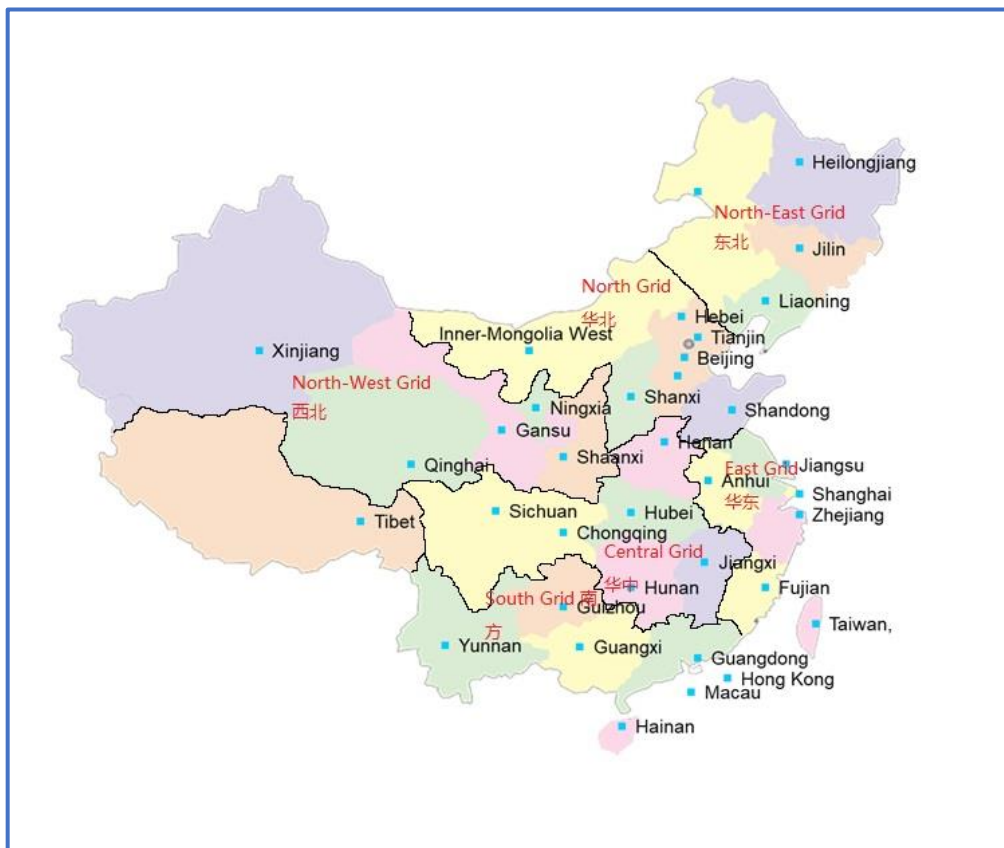 Heilongjiang
North-East Grid
东北
Jilin
North Grid
华北
Liaoning
Hebei
Tianjin
Inner-Mongolia West
Beijing
Xinjiang
North-West Grid
西北
Shanxi
Ningxia
Shandong
Gansu
Henan
Shaanxi
Qinghai
East Grid
华东
Jiangsu
Anhui
Shanghai
Sichuan
Hubei
Zhejiang
Tibet
Chongqing
Central Grid
华中
Jiangxi
Hunan
Fujian
South Grid 南
方
Guizhou
Taiwan,
Yunnan
Guangxi
Guangdong
Hong Kong
Macau
Hainan